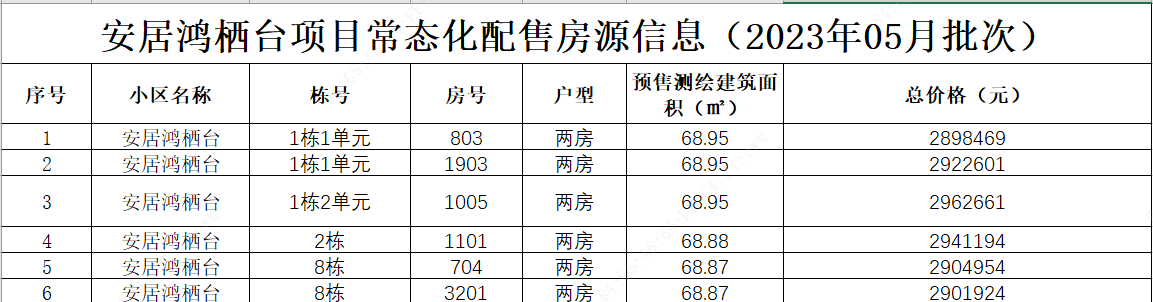 安居鸿栖台项目常态化配售房源信息（2023年05月批次）
序号 小区名称 栋号 房号 户型 预售测绘建筑面积（㎡） 总价格（元）
1 安居鸿栖台 1栋1单元 803 两房 68.95 2898469
2 安居鸿栖台 1栋1单元 1903 两房 68.95 2922601
3 安居鸿栖台 1栋2单元 1005 两房 68.95 2962661
4 安居鸿栖台 2栋 1101 两房 68.88 2941194
5 安居鸿栖台 8栋 704 两房 68.87 2904954
6 安居鸿栖台 8栋 3201 两房 68.87 2901924